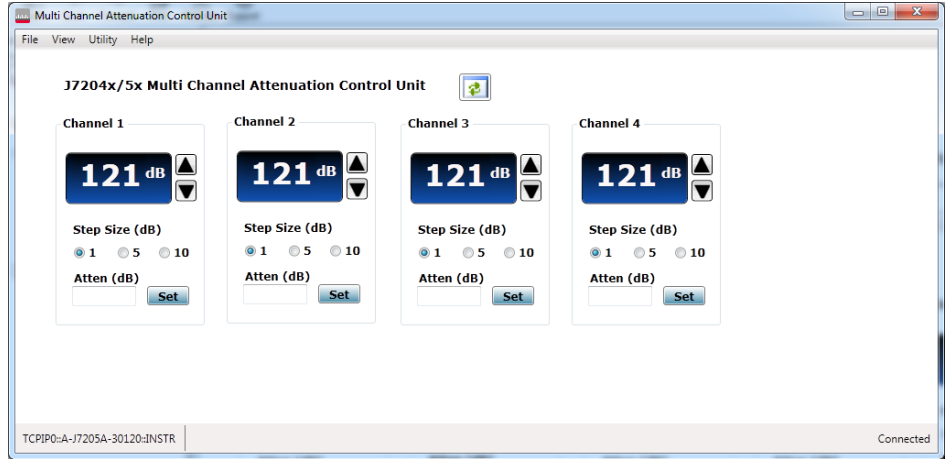 Multi Channel Attenuation Control Unit
File View Utility Help
J7204x/5x Multi Channel Attenuation Control Unit
Channel 1
121 dB
Step Size (dB)
1 5 10
Atten (dB)
Set
Channel 2
121 dB
Step Size (dB)
1 5 10
Atten (dB)
Set
Channel 3
121 dB
Step Size (dB)
1 5 10
Atten (dB)
Set
Channel 4
121 dB
Step Size (dB)
1 5 10
Atten (dB)
Set
TCPIP0::A-J7205A-30120::INSTR
Connected